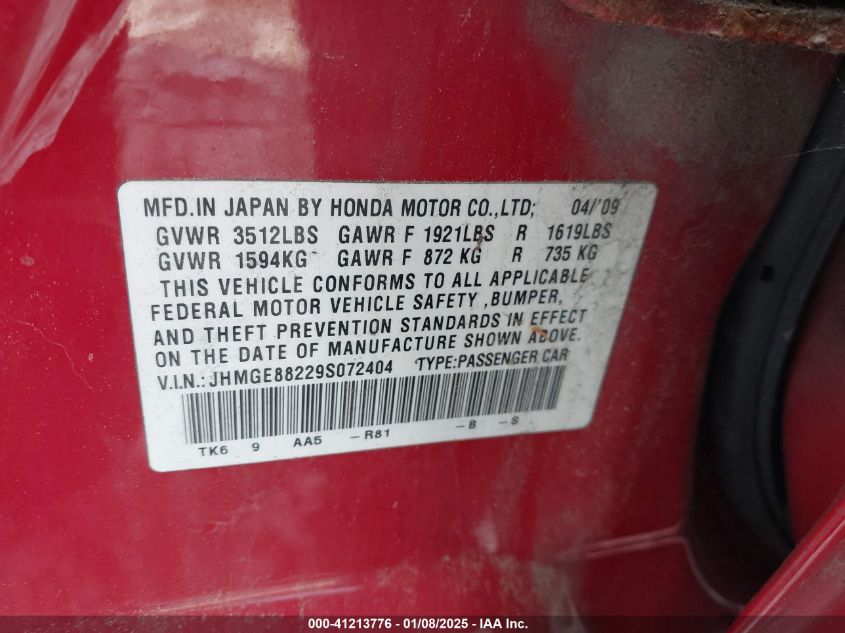 MFD.IN JAPAN BY HONDA MOTOR CO.,LTD; 04/'09
GVWR 3512LBS GAWR F 1921LBS R 1619LBS
GVWR 1594KG GAWR F 872 KG R 735 KG
THIS VEHICLE CONFORMS TO ALL APPLICABLE
FEDERAL MOTOR VEHICLE SAFETY ,BUMPER,
AND THEFT PREVENTION STANDARDS IN EFFECT
ON THE DATE OF MANUFACTURE SHOWN ABOVE.
V.I.N.:JHMGE88229S072404 TYPE:PASSENGER CAR
TK6 9 AA5 -R81 -B -S
000-41213776 - 01/08/2025 - IAA Inc.